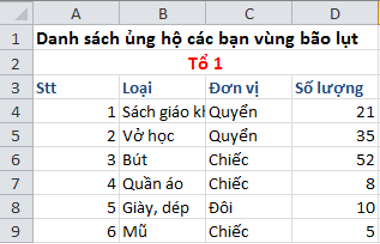 A B C D
1 Danh sách ủng hộ các bạn vùng bão lụt
2 Tổ 1
3 Stt Loại Đơn vị Số lượng
4 1 Sách giáo kh Quyển 21
5 2 Vở học Quyển 35
6 3 Bút Chiếc 52
7 4 Quần áo Chiếc 8
8 5 Giày, dép Đôi 10
9 6 Mũ Chiếc 5